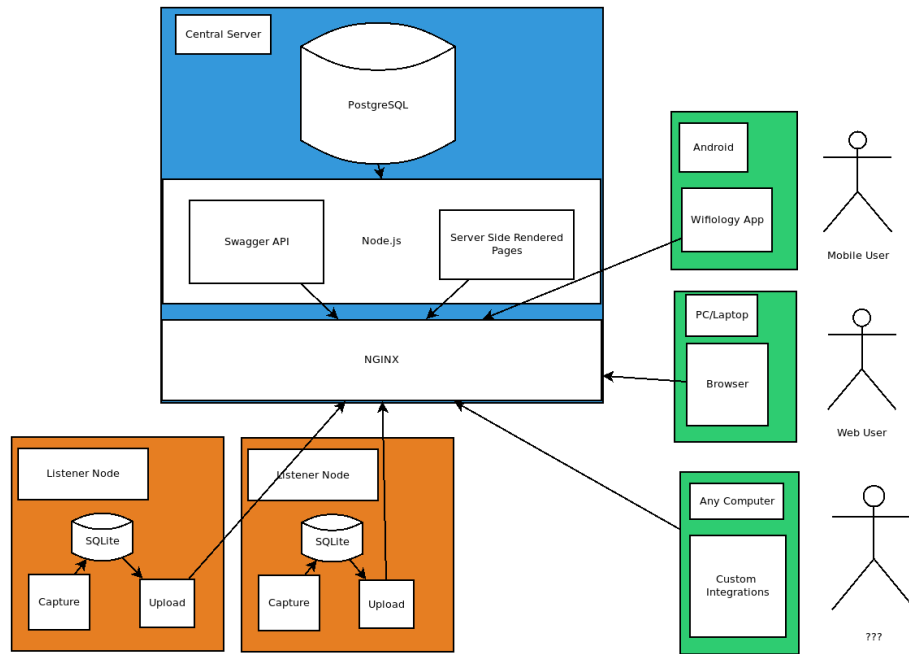 Central Server
PostgreSQL
Swagger API
Node.js
Server Side Rendered
Pages
NGINX
Android
Wifiology App
Mobile User
PC/Laptop
Browser
Web User
Listener Node
SQLite
Capture
Upload
Listener Node
SQLite
Capture
Upload
Any Computer
Custom
Integrations
???